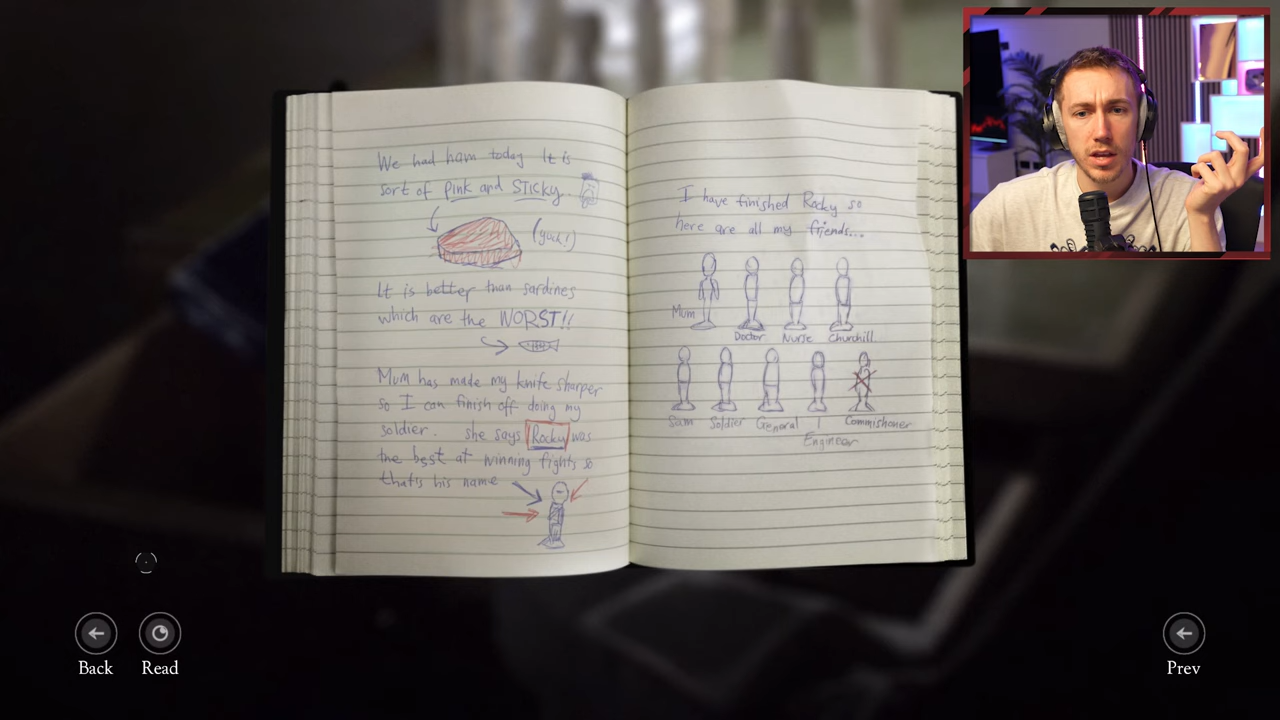 We had ham today It is
sort of Pink and STICKY.
(yuck!)
It is better than sardines
which are the WORST!!
Mum has made my knife sharper
so I can finish off doing my
soldier. she says Rocky was
the best at winning fights so
that's his name
I have finished Rocky so
here are all my friends...
Mum
Doctor Nurse Churchill
Sam Soldier General | Commishoner
Engineer
Back
Read
Prev